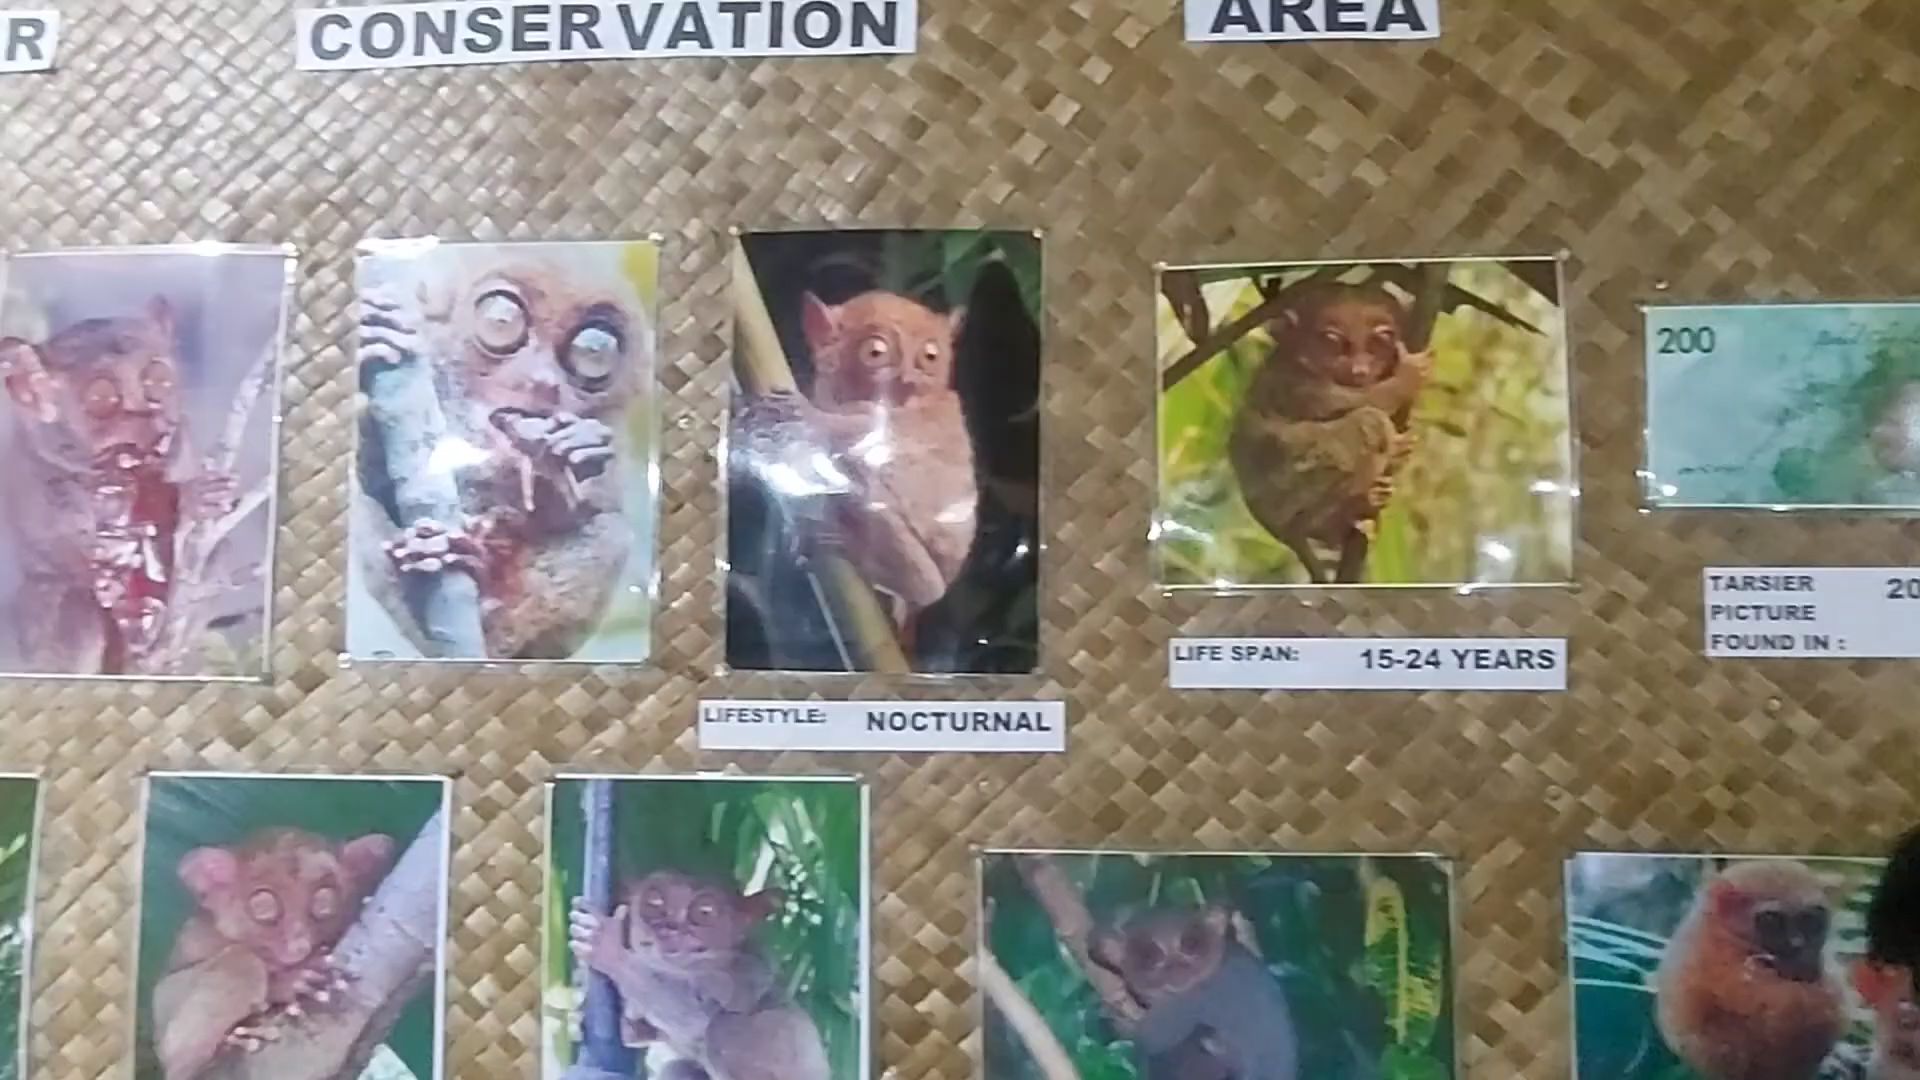 R CONSERVATION AREA
200
TARSIER 20
PICTURE
FOUND IN :
LIFE SPAN: 15-24 YEARS
LIFESTYLE: NOCTURNAL